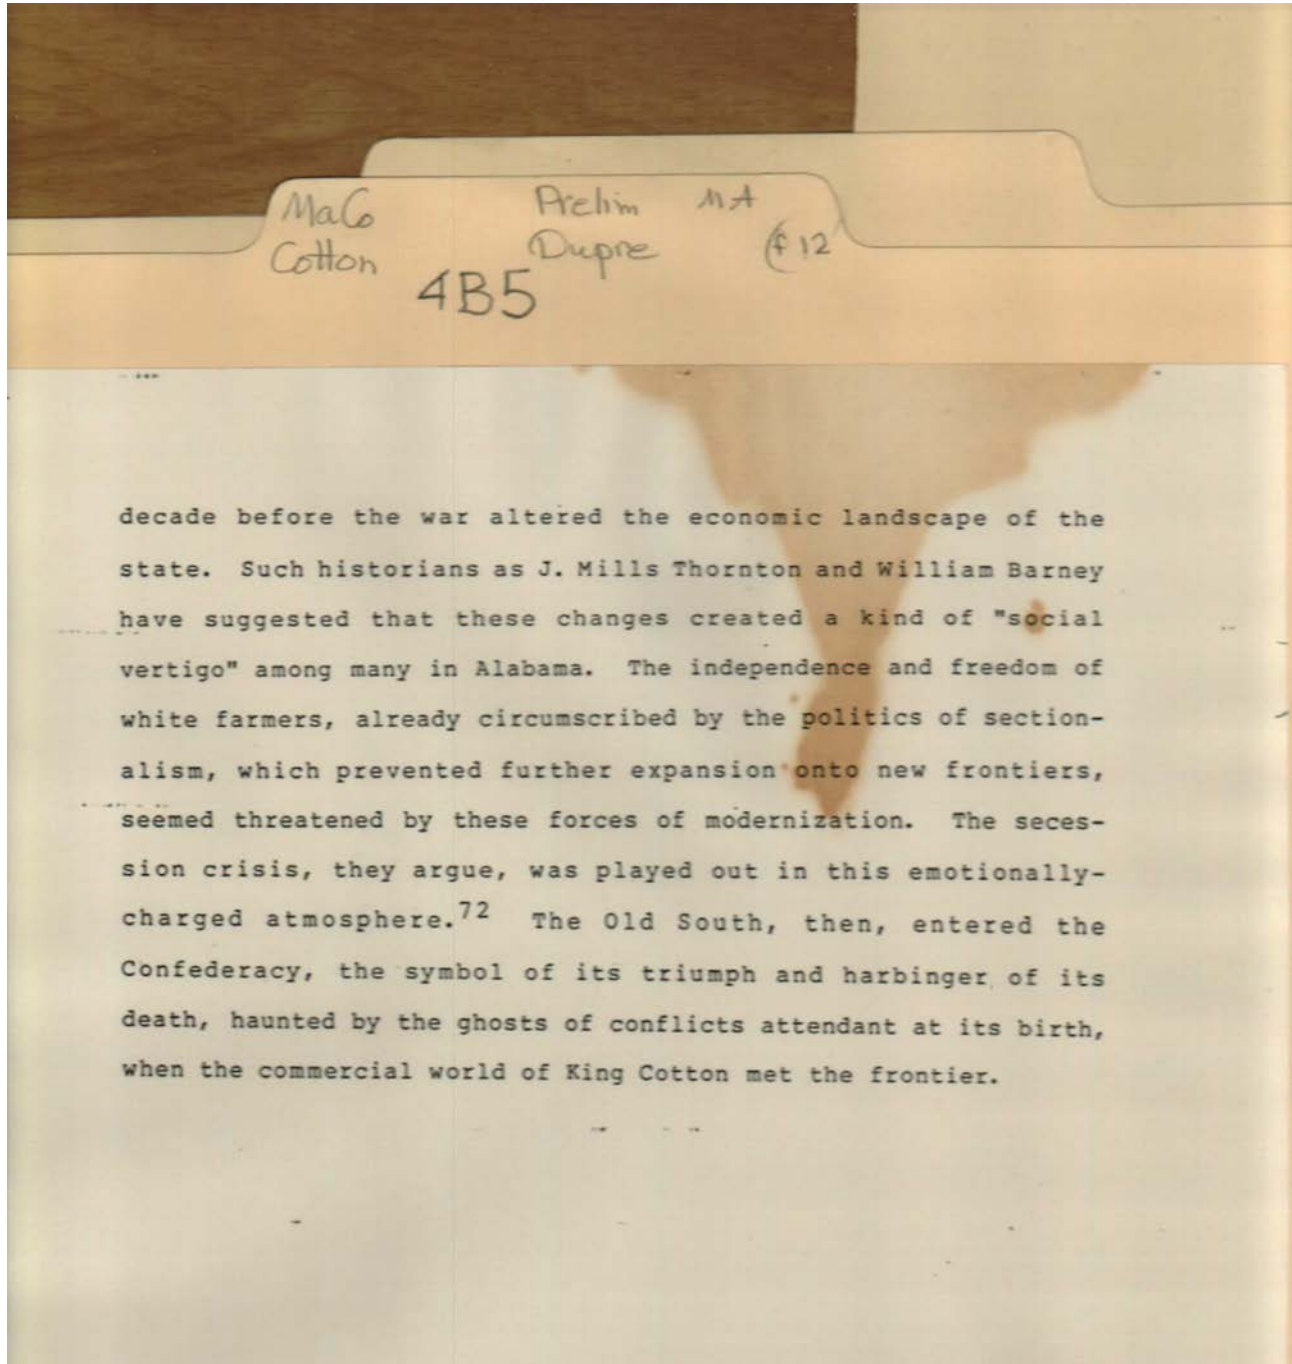 MaCo Prelim MA
Cotton Dupre (f 12
4B5
decade before the war altered the economic landscape of the
state. Such historians as J. Mills Thornton and William Barney
have suggested that these changes created a kind of "social
vertigo" among many in Alabama. The independence and freedom of
white farmers, already circumscribed by the politics of section-
alism, which prevented further expansion onto new frontiers,
seemed threatened by these forces of modernization. The seces-
sion crisis, they argue, was played out in this emotionally-
charged atmosphere.72 The Old South, then, entered the
Confederacy, the symbol of its triumph and harbinger of its
death, haunted by the ghosts of conflicts attendant at its birth,
when the commercial world of King Cotton met the frontier.